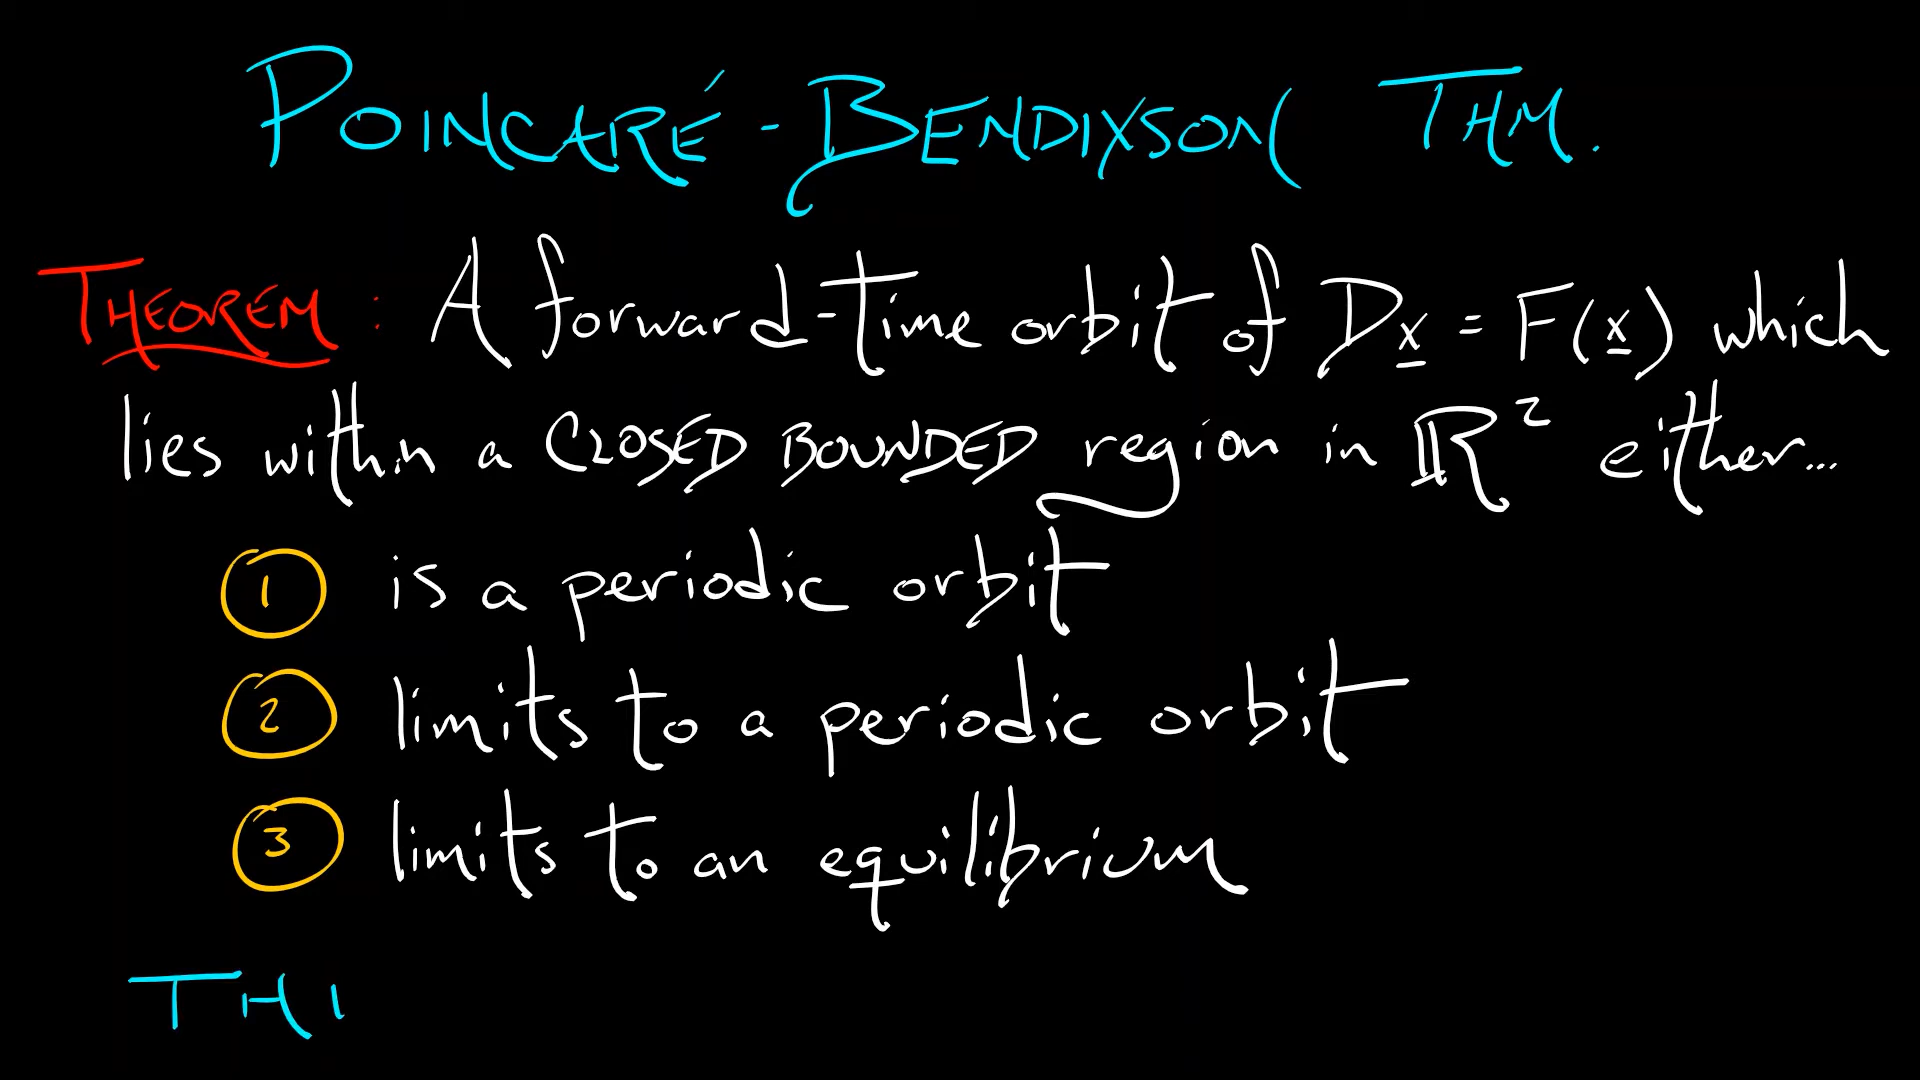 POINCARÉ-BENDIXSON THM.
THEOREM: A forward-time orbit of Dx = F(x) which
lies within a CLOSED BOUNDED region in ℝ² either...
1 is a periodic orbit
2 limits to a periodic orbit
3 limits to an equilibrium
THI